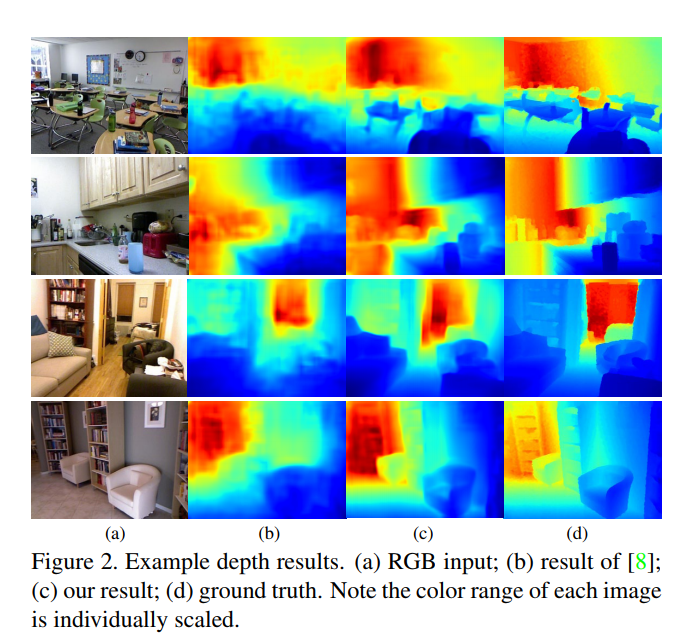 (a) (b) (c) (d)
Figure 2. Example depth results. (a) RGB input; (b) result of [8];
(c) our result; (d) ground truth. Note the color range of each image
is individually scaled.